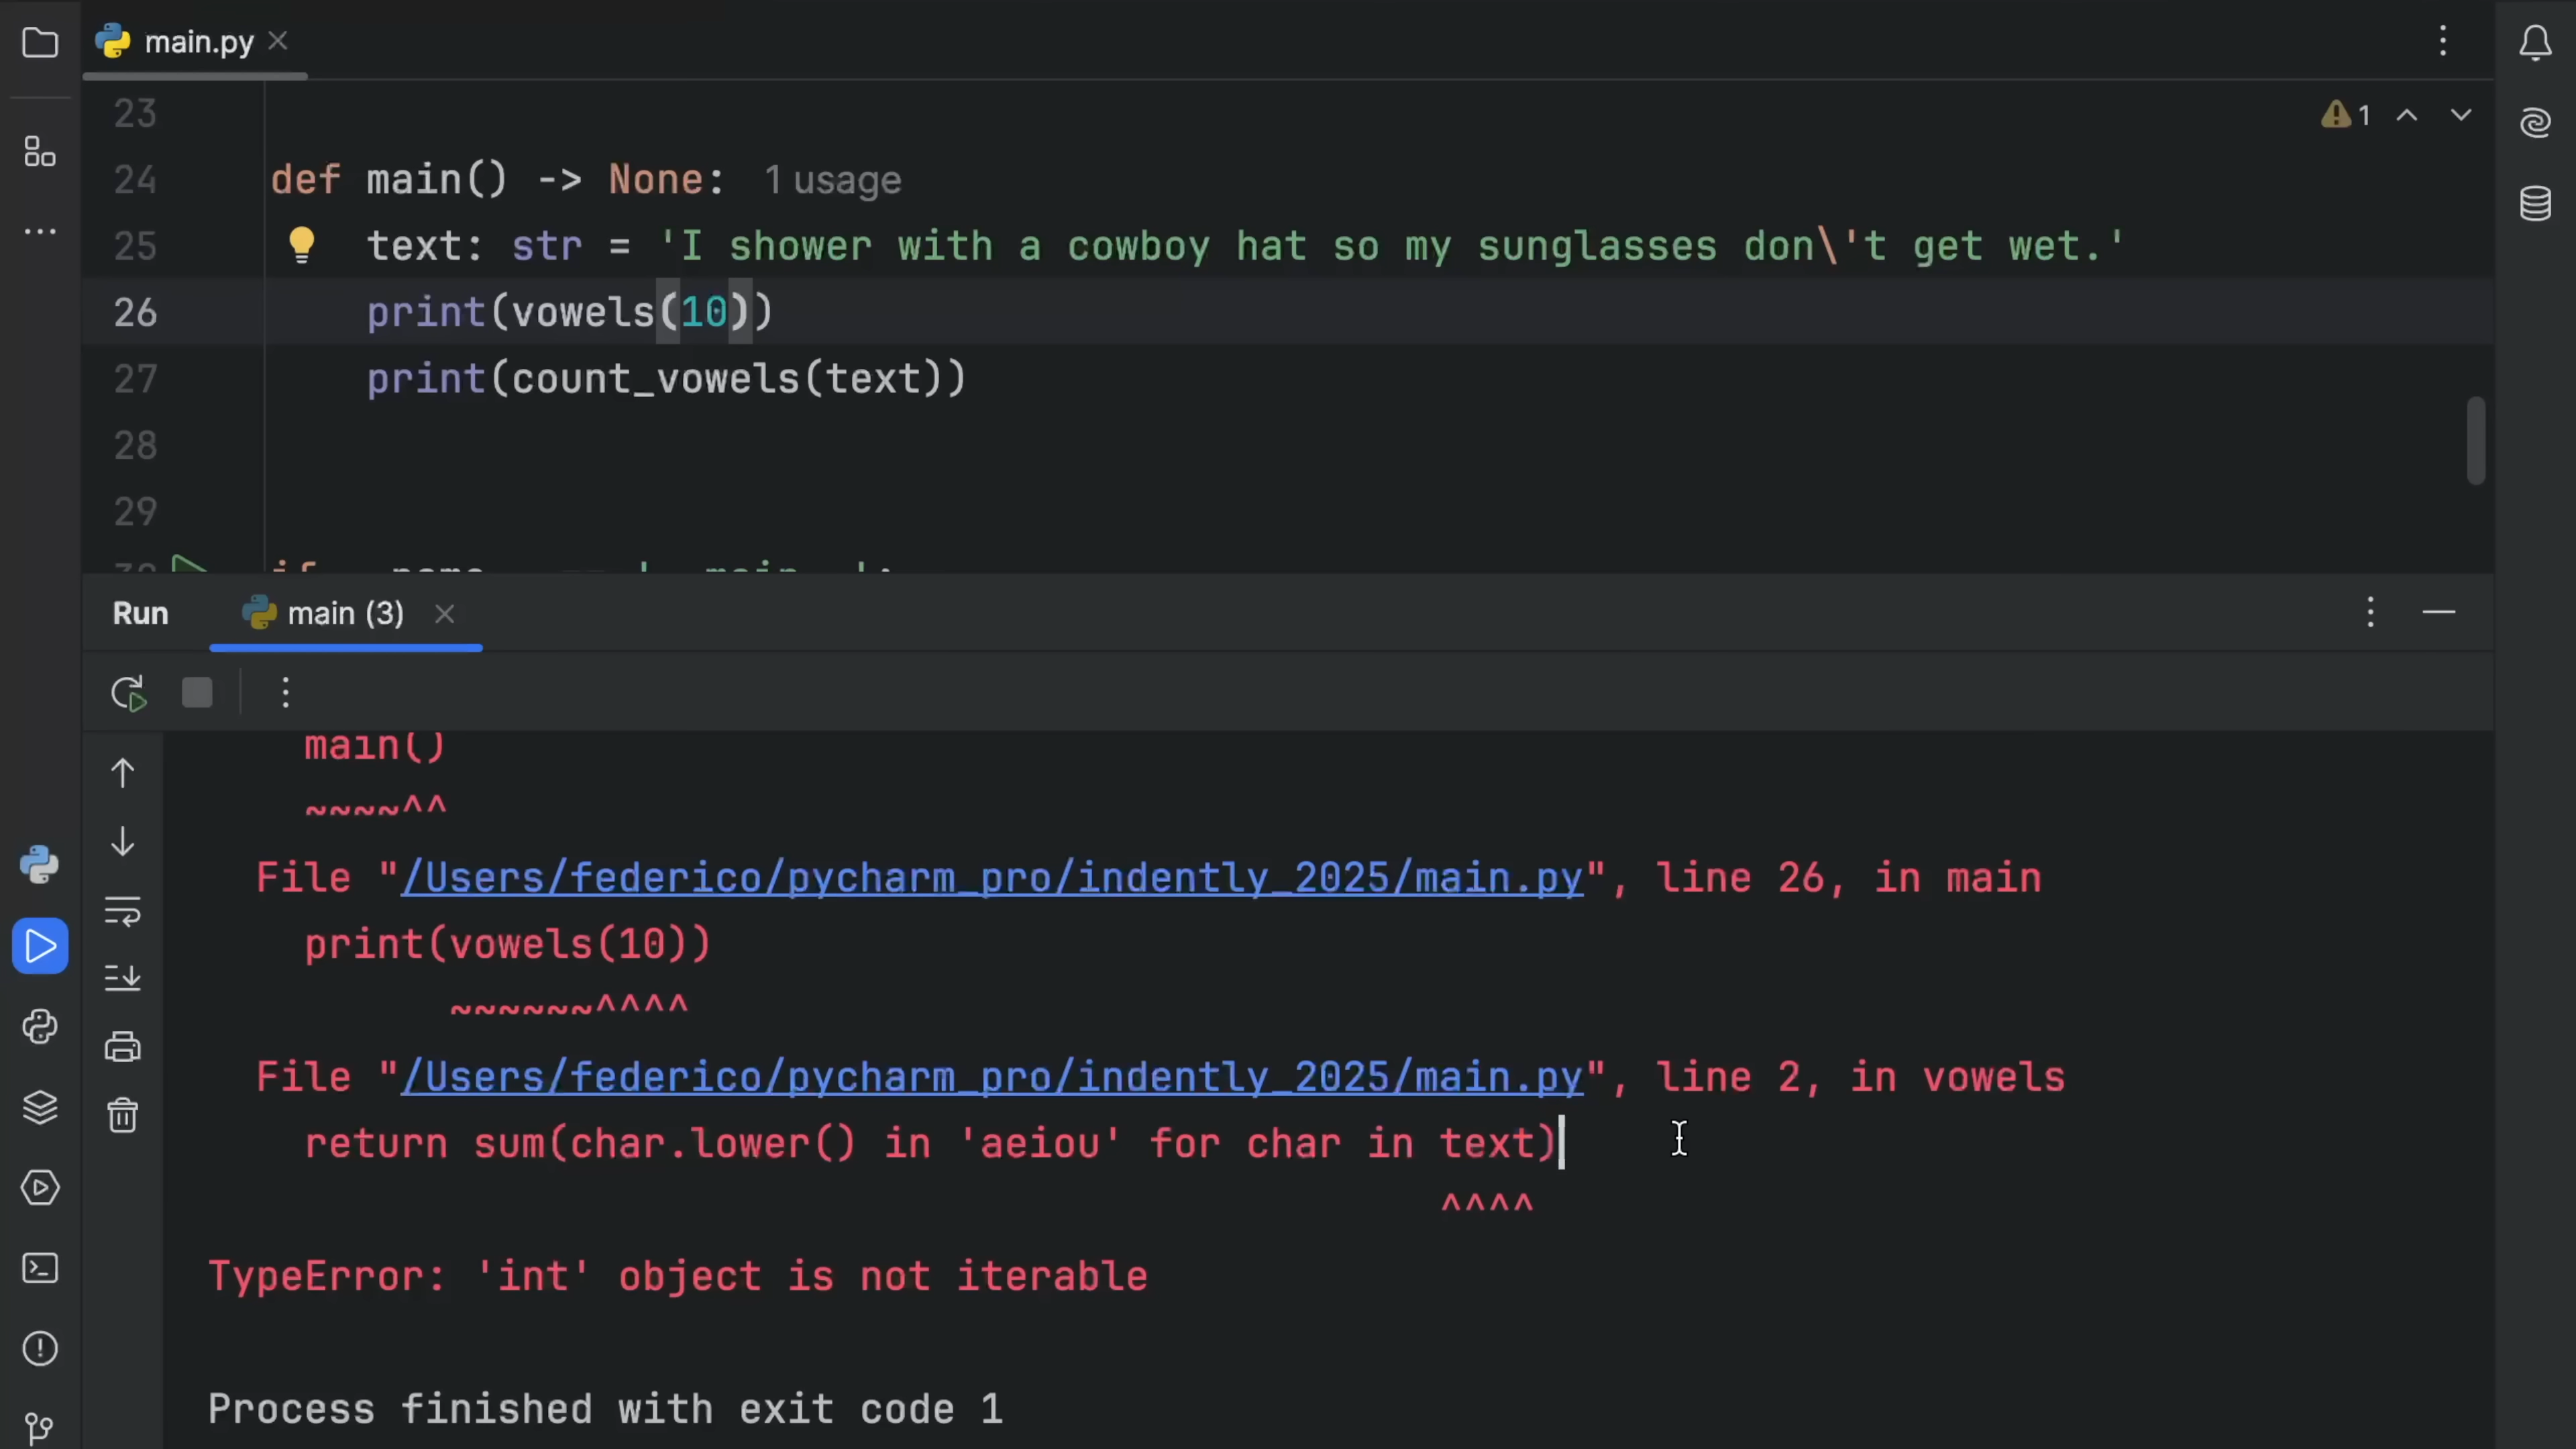 main.py
23
1
24 def main() -> None: 1 usage
25 text: str = 'I shower with a cowboy hat so my sunglasses don\'t get wet.'
26 print(vowels(10))
27 print(count_vowels(text))
28
29
Run main (3)
main()
~~~~^^
File "/Users/federico/pycharm_pro/indently_2025/main.py", line 26, in main
print(vowels(10))
~~~~~~^^^^
File "/Users/federico/pycharm_pro/indently_2025/main.py", line 2, in vowels
return sum(char.lower() in 'aeiou' for char in text)
^^^^
TypeError: 'int' object is not iterable
Process finished with exit code 1